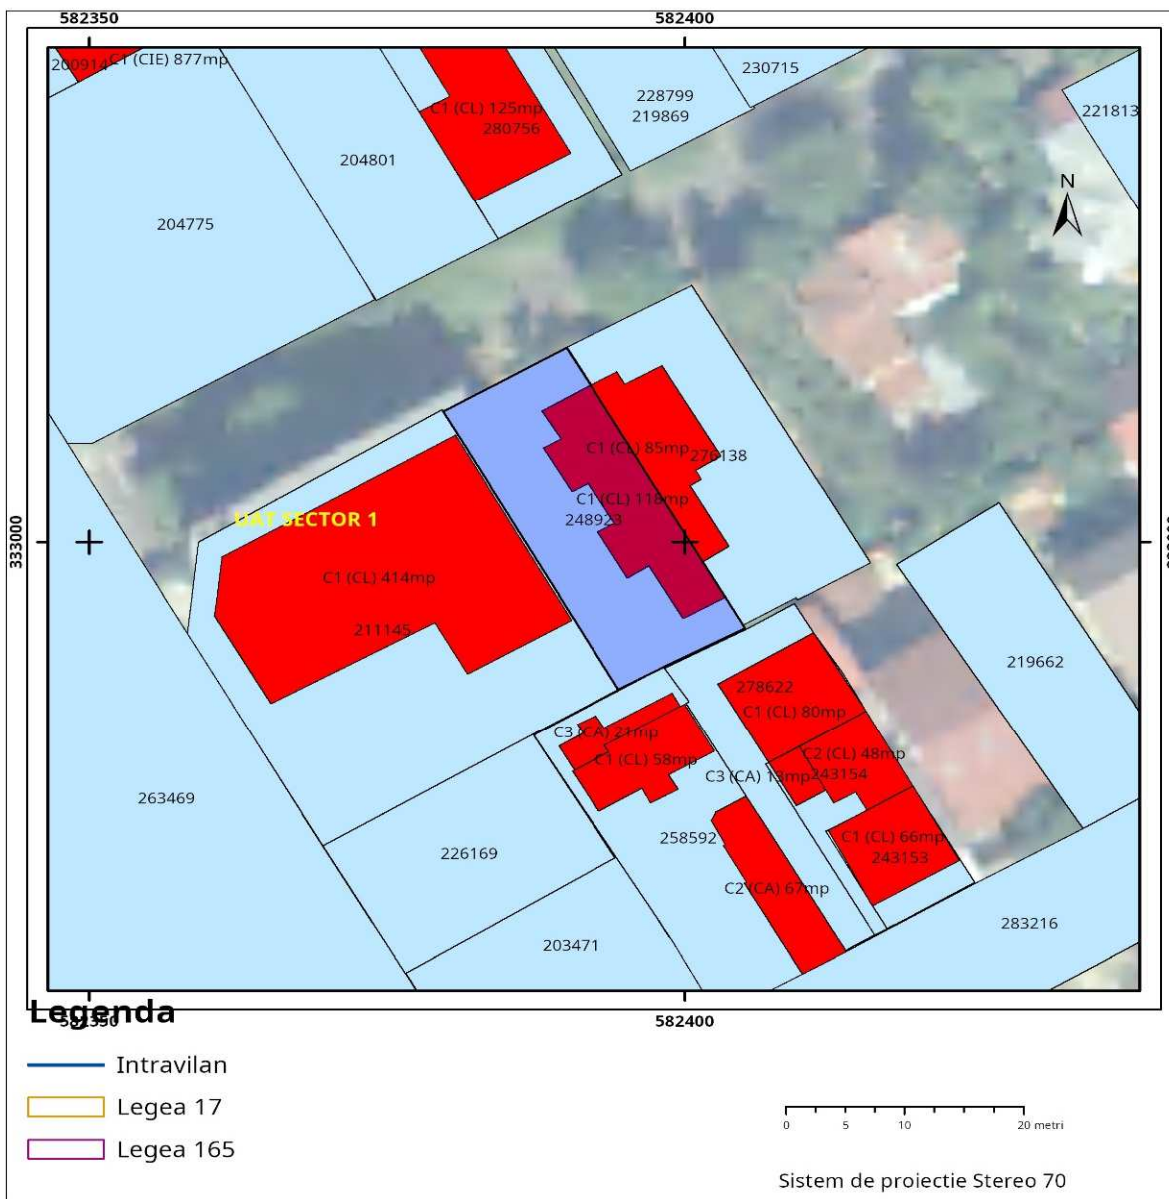 582350
582400
200914
C1 (CIE) 877mp
230715
228799
219869
C1 (CL) 125mp
280756
221813
204801
N
204775
C1 (CL) 85mp
276138
C1 (CL) 116mp
248923
UAT SECTOR 1
333000
C1 (CL) 414mp
211145
219662
278622
C1 (CL) 80mp
C3 (CA) 21mp
C2 (CL) 48mp
C1 (CL) 58mp
C3 (CA) 13mp
243154
263469
C1 (CL) 66mp
258592
226169
243153
C2 (CA) 67mp
283216
203471
Legenda
582350
582400
Intravilan
Legea 17
Legea 165
0 5 10 20 metri
Sistem de proiectie Stereo 70